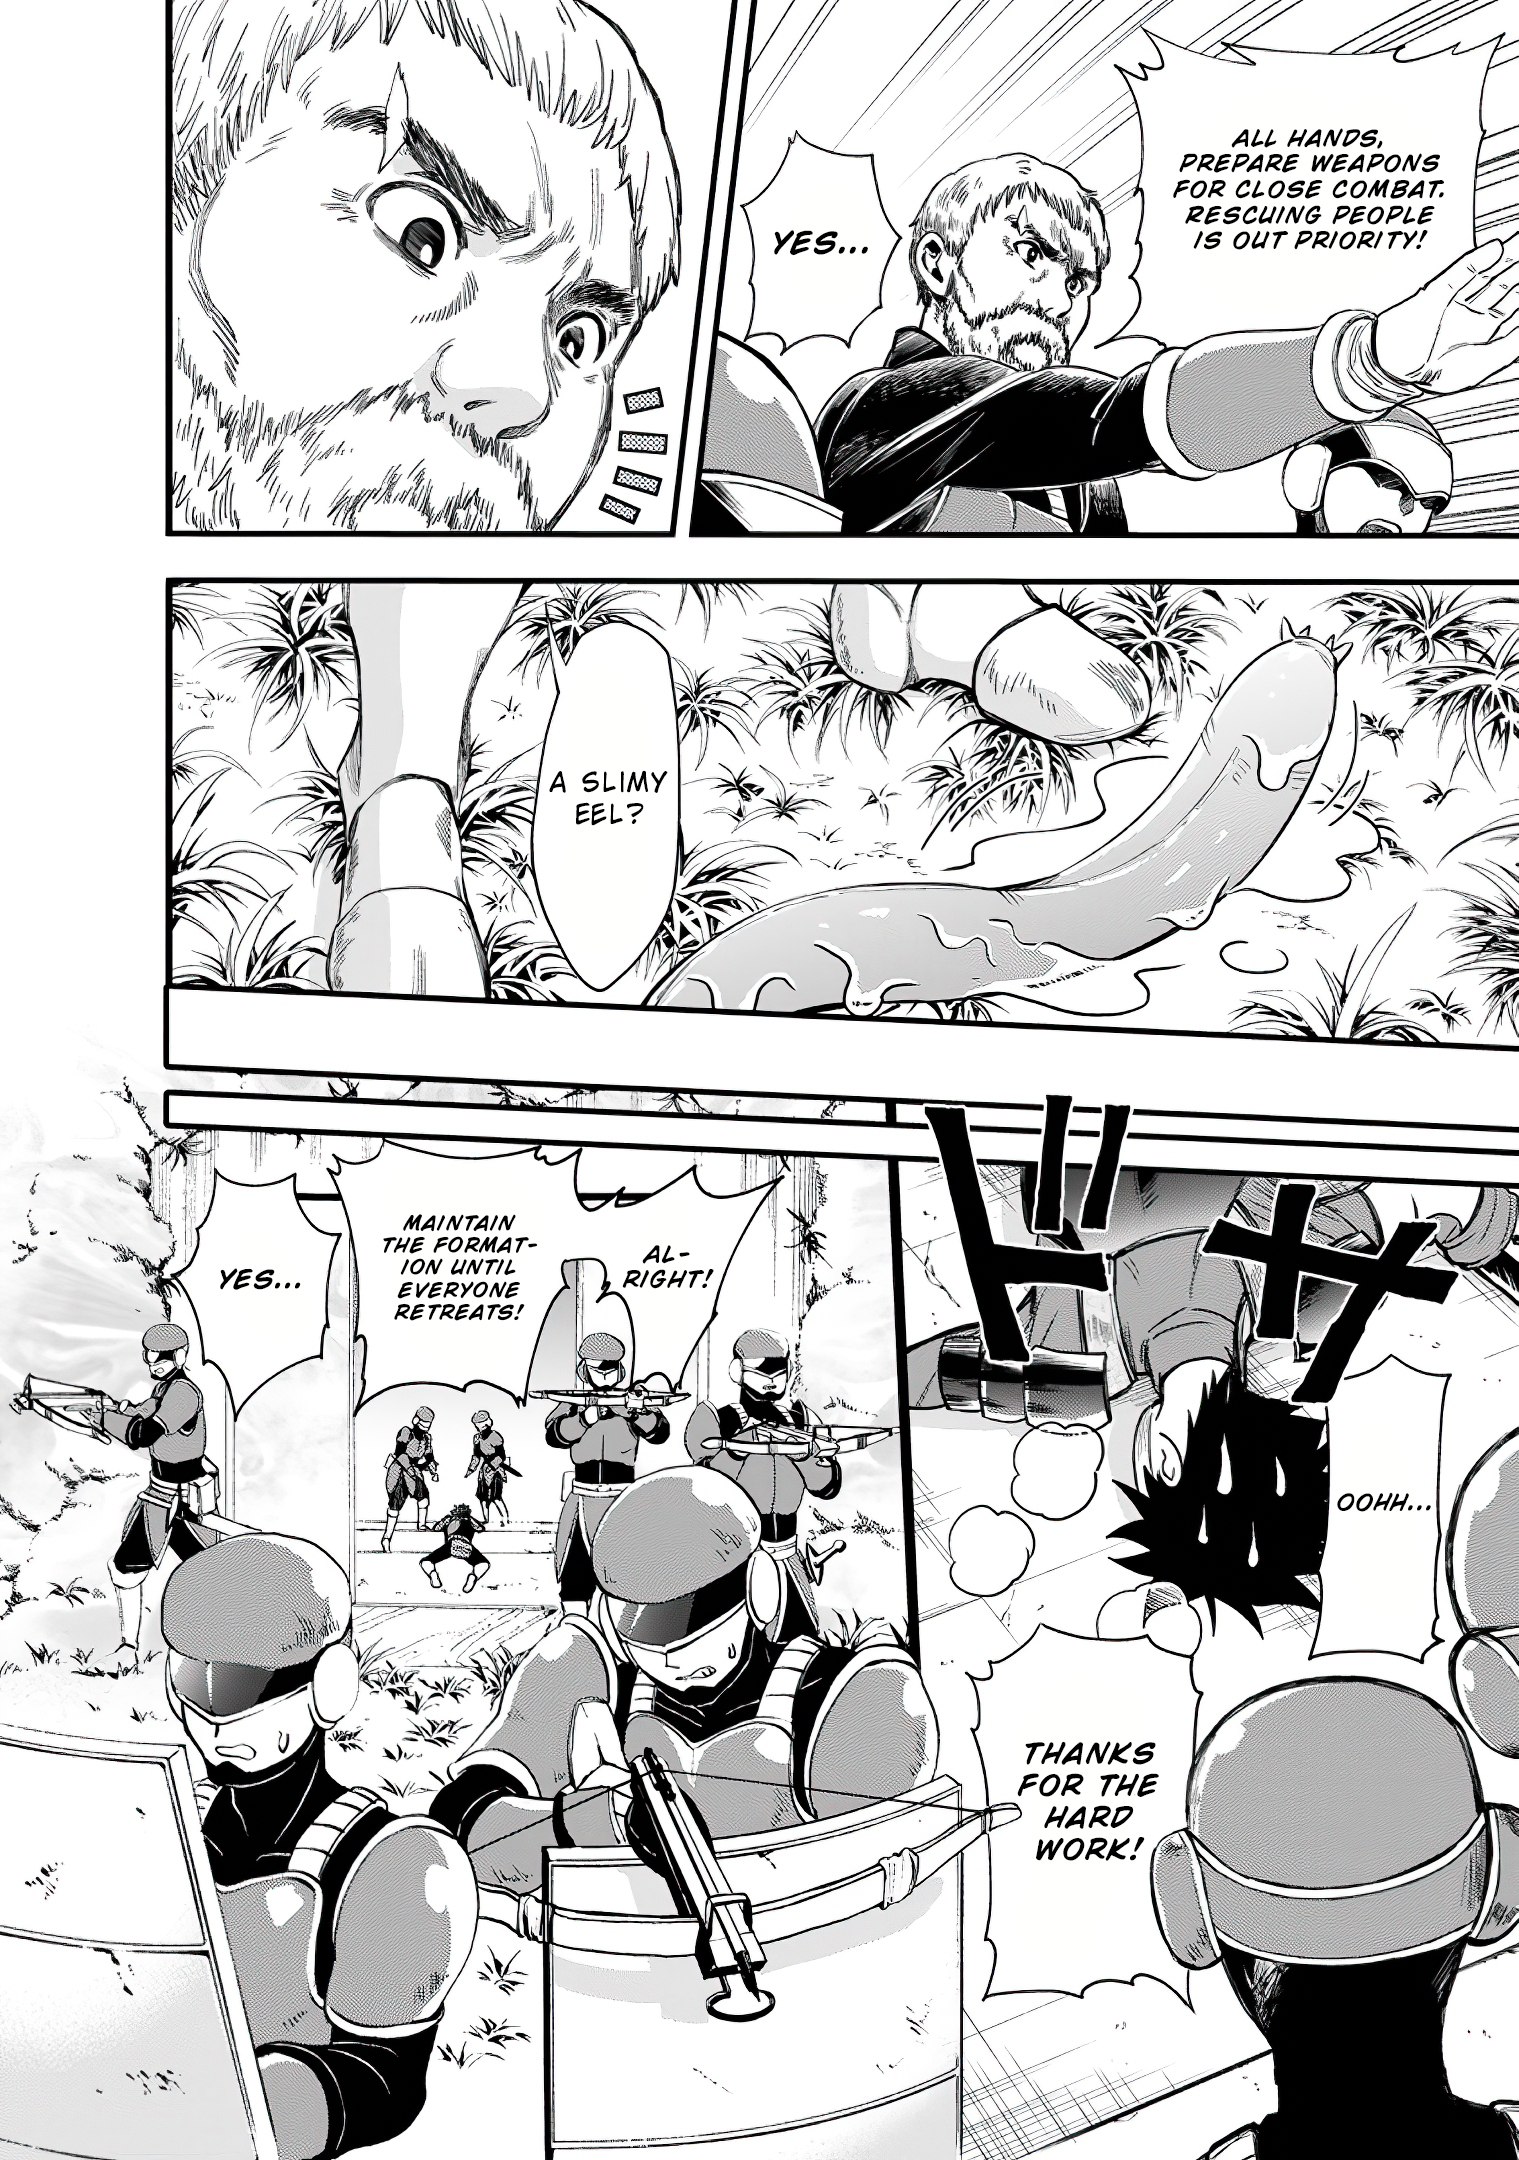 ALL HANDS,
PREPARE WEAPONS
FOR CLOSE COMBAT.
RESCUING PEOPLE
IS OUT PRIORITY!
YES...
A SLIMY
EEL?
ドサッ
OOHH...
THANKS
FOR THE
HARD
WORK!
AL-
RIGHT!
MAINTAIN
THE FORMAT-
ION UNTIL
EVERYONE
RETREATS!
YES...